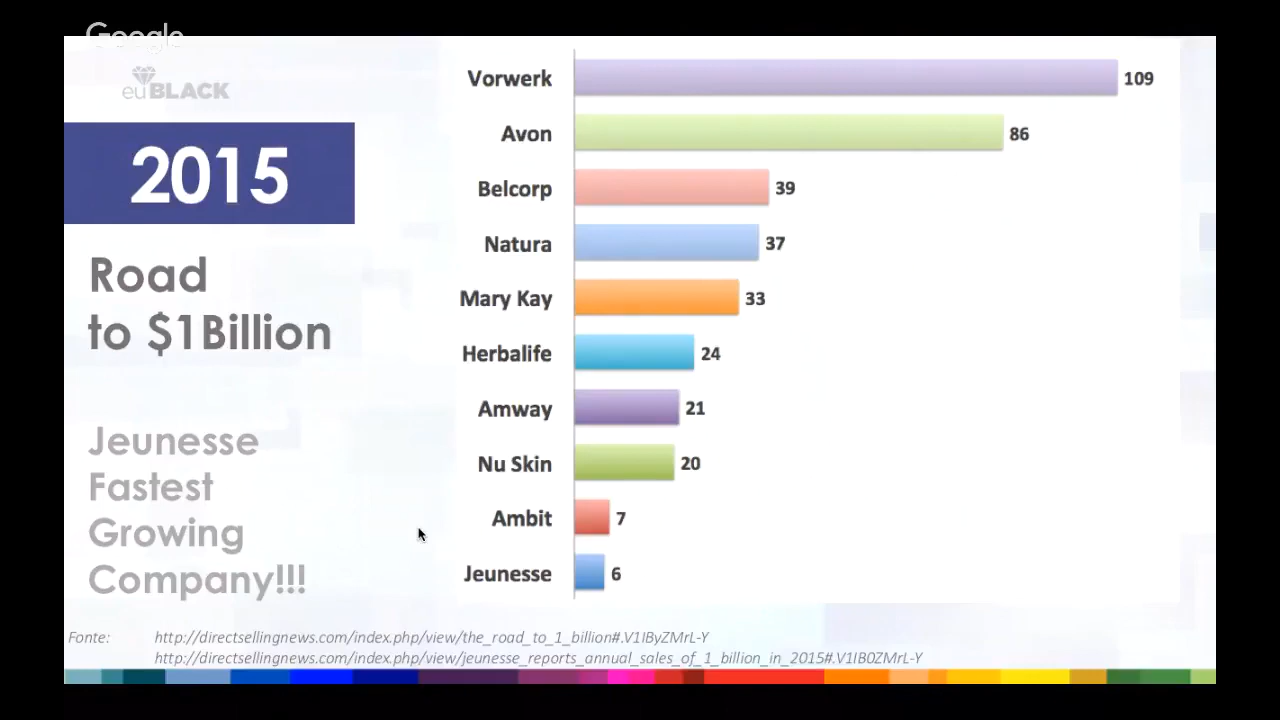 Google
euBLACK
2015
Road
to $1Billion
Jeunesse
Fastest
Growing
Company!!!
Vorwerk 109
Avon 86
Belcorp 39
Natura 37
Mary Kay 33
Herbalife 24
Amway 21
Nu Skin 20
Ambit 7
Jeunesse 6
Fonte: http://directsellingnews.com/index.php/view/the_road_to_1_billion#.V1IByZMrL-Y
http://directsellingnews.com/index.php/view/jeunesse_reports_annual_sales_of_1_billion_in_2015#.V1IB0ZMrL-Y